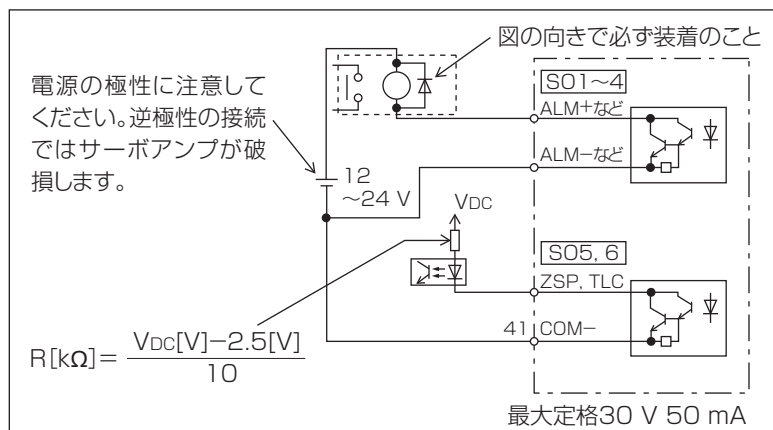 図の向きで必ず装着のこと
電源の極性に注意して
ください。逆極性の接続
ではサーボアンプが破
損します。
SO1~4
ALM+など
ALM-など
12
~24 V
VDC
SO5, 6
ZSP, TLC
41 COM-
R[kΩ]= VDC[V]-2.5[V]
10
最大定格30 V 50 mA